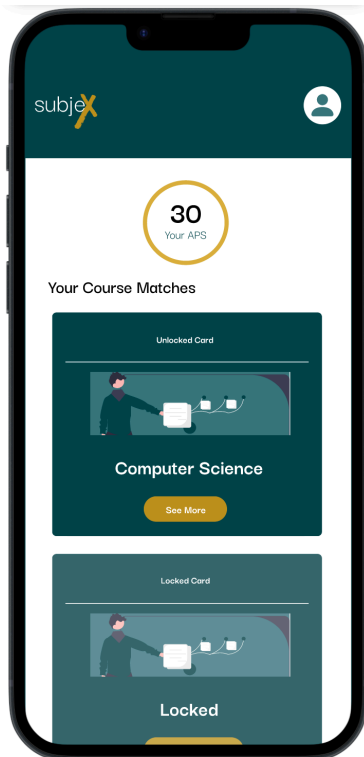 subjeX
30
Your APS
Your Course Matches
Unlocked Card
Computer Science
See More
Locked Card
Locked